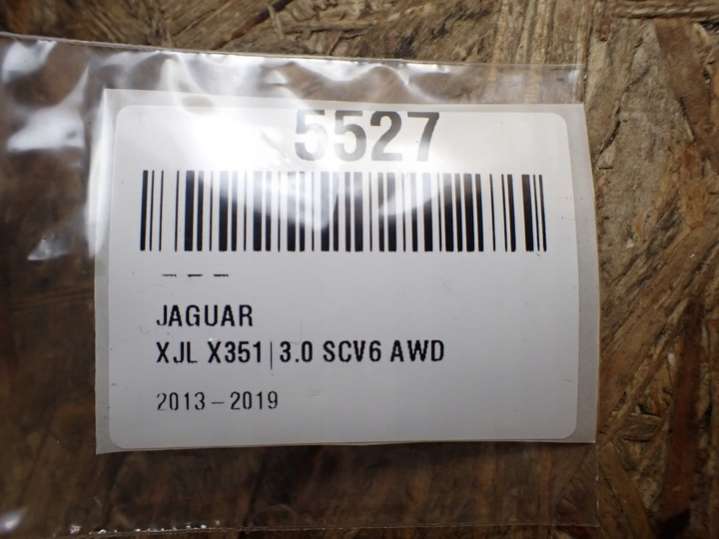 5527
- - -
JAGUAR
XJL X351|3.0 SCV6 AWD
2013-2019